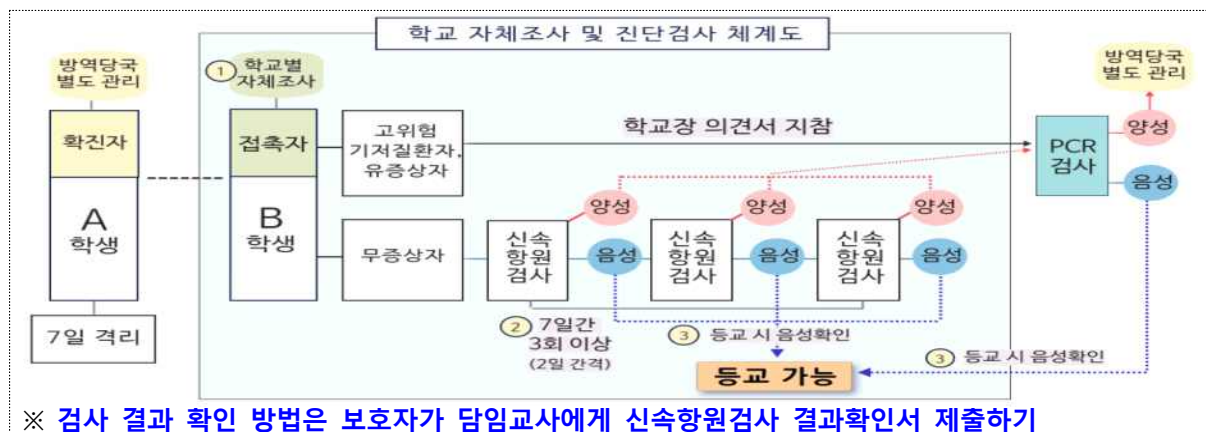 학교 자체조사 및 진단검사 체계도
방역당국
별도 관리
확진자
A
학생
7일 격리
① 학교별
자체조사
접촉자
B
학생
고위험
기저질환자,
유증상자
학교장 의견서 지참
무증상자
신속
항원
검사
양성
음성
신속
항원
검사
양성
음성
신속
항원
검사
양성
음성
② 7일간
3회 이상
(2일 간격)
③ 등교 시 음성확인
등교 가능
PCR
검사
방역당국
별도 관리
양성
음성
③ 등교 시 음성확인
※ 검사 결과 확인 방법은 보호자가 담임교사에게 신속항원검사 결과확인서 제출하기